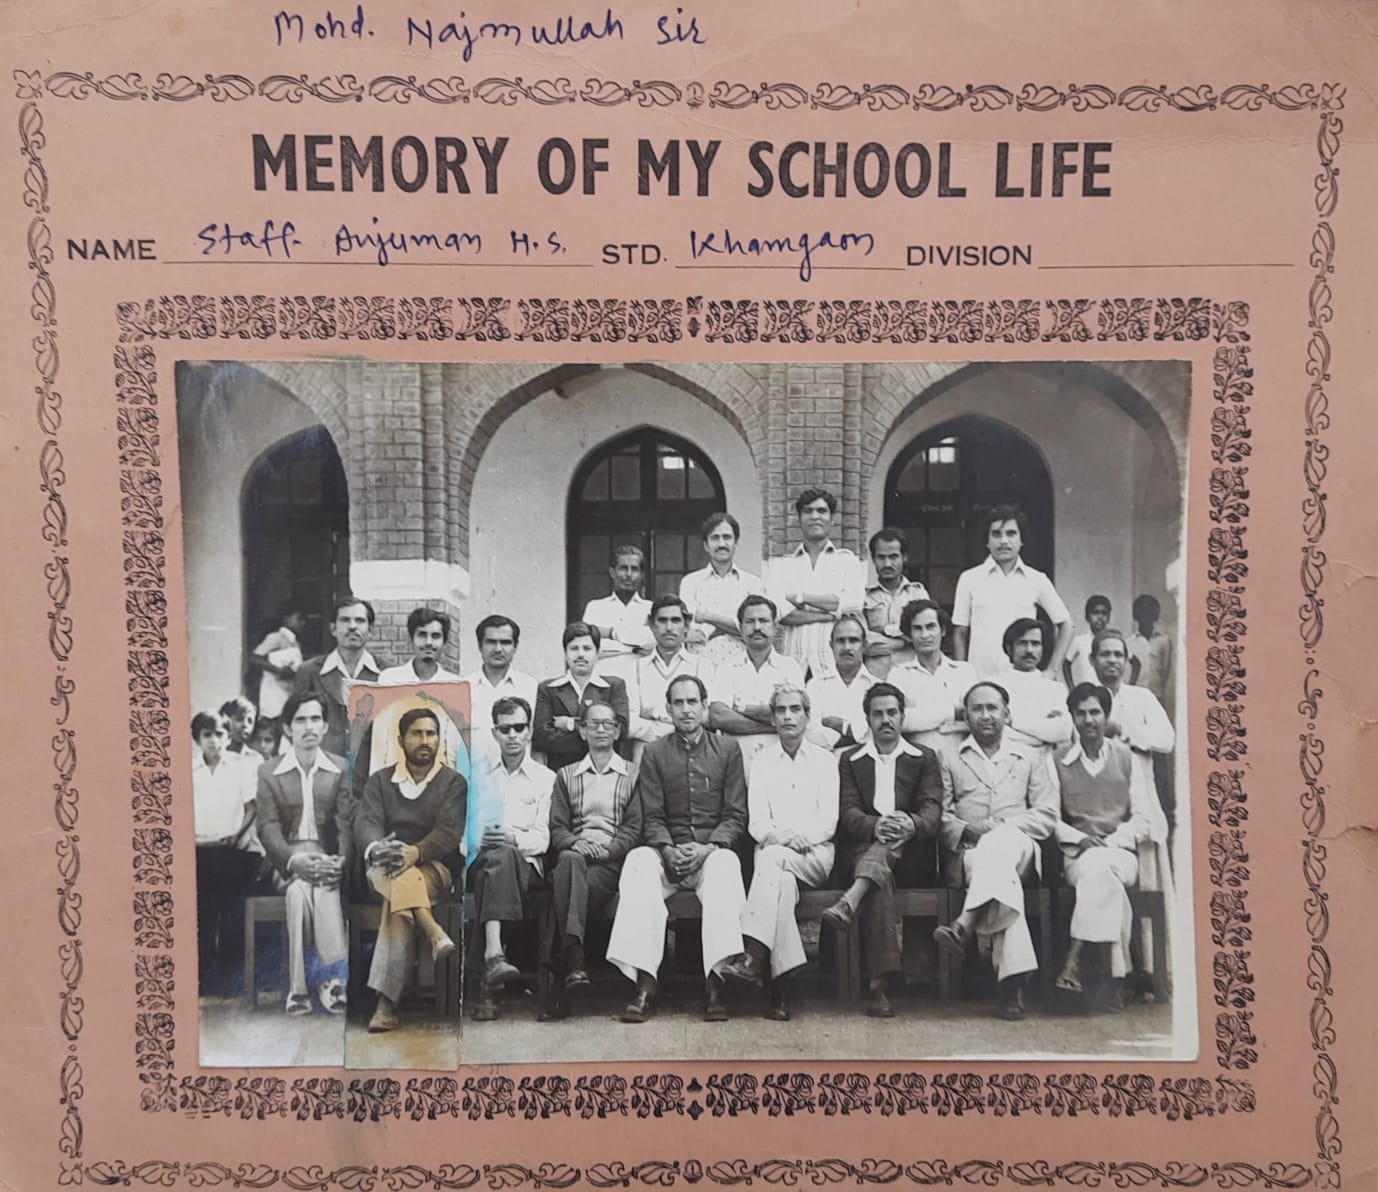 Mohd. Najmullah Sir
MEMORY OF MY SCHOOL LIFE
NAME Staff Anjuman H.S. STD. Khamgaon DIVISION